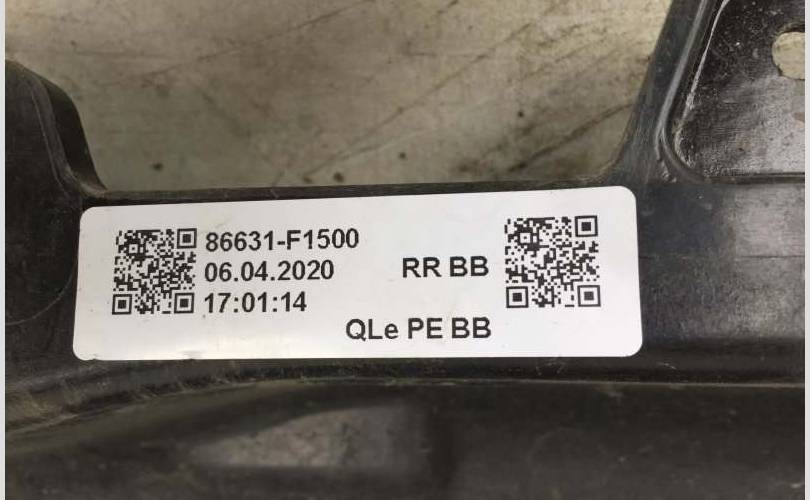 86631-F1500
06.04.2020
RR BB
17:01:14
QLe PE BB